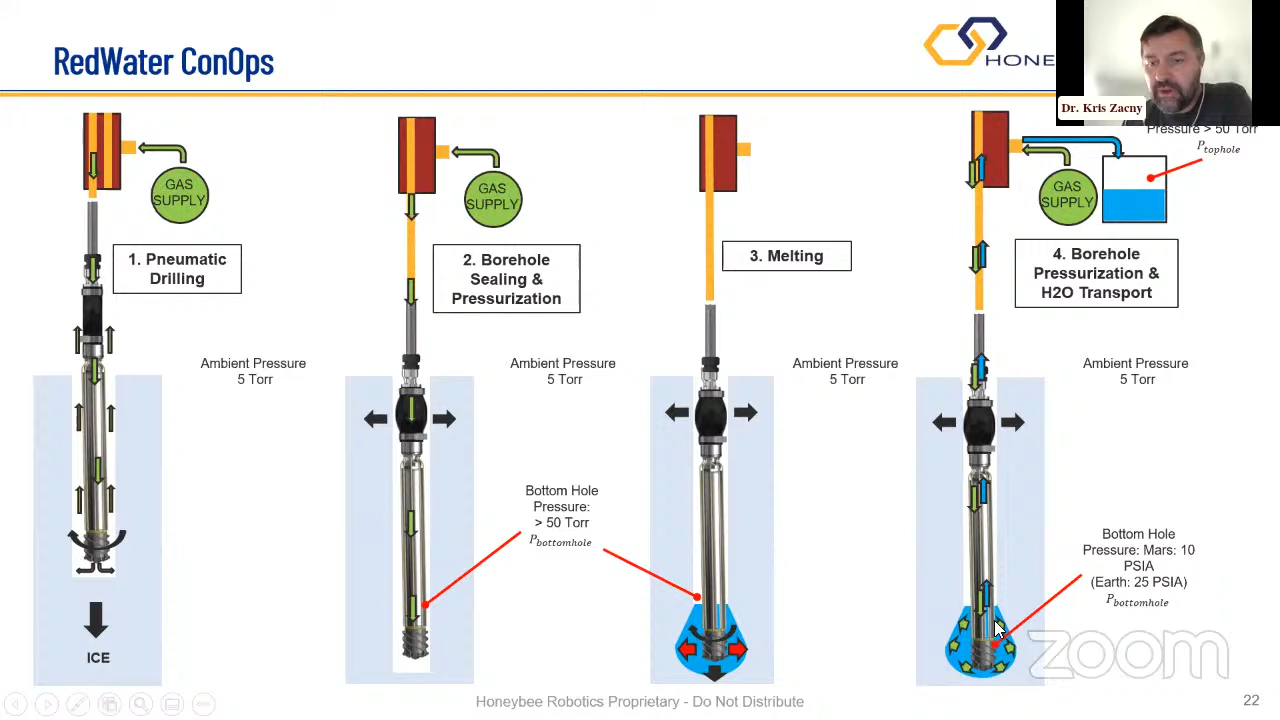 RedWater ConOps
HONE
Dr. Kris Zacny
Pressure > 50 Torr
P_tophole
GAS
SUPPLY
GAS
SUPPLY
GAS
SUPPLY
1. Pneumatic
Drilling
2. Borehole
Sealing &
Pressurization
3. Melting
4. Borehole
Pressurization &
H2O Transport
Ambient Pressure
5 Torr
Ambient Pressure
5 Torr
Ambient Pressure
5 Torr
Ambient Pressure
5 Torr
Bottom Hole
Pressure:
> 50 Torr
P_bottomhole
Bottom Hole
Pressure: Mars: 10
PSIA
(Earth: 25 PSIA)
P_bottomhole
ICE
zoom
Honeybee Robotics Proprietary - Do Not Distribute
22